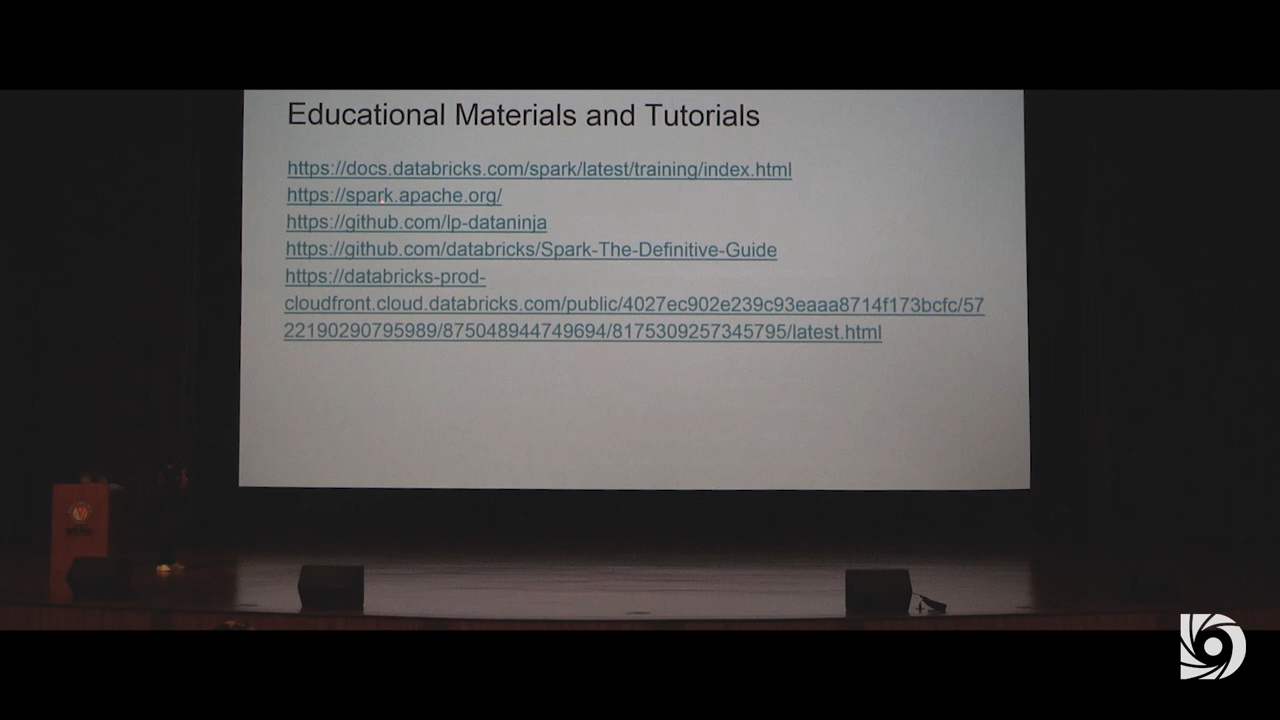 Educational Materials and Tutorials
https://docs.databricks.com/spark/latest/training/index.html
https://spark.apache.org/
https://github.com/lp-dataninja
https://github.com/databricks/Spark-The-Definitive-Guide
https://databricks-prod-
cloudfront.cloud.databricks.com/public/4027ec902e239c93eaaa8714f173bcfc/57
22190290795989/875048944749694/8175309257345795/latest.html